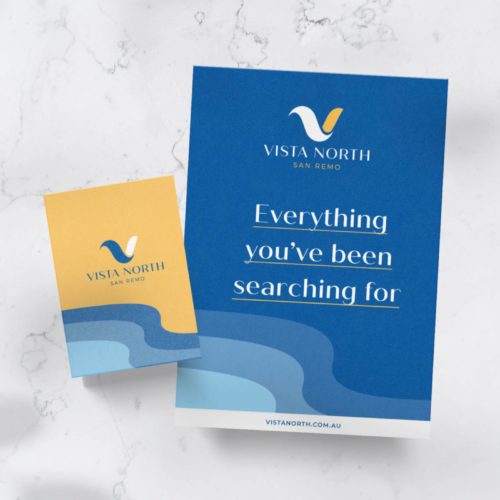 VISTA NORTH
SAN REMO
Everything
you've been
searching for
VISTANORTH.COM.AU
VISTA NORTH
SAN REMO